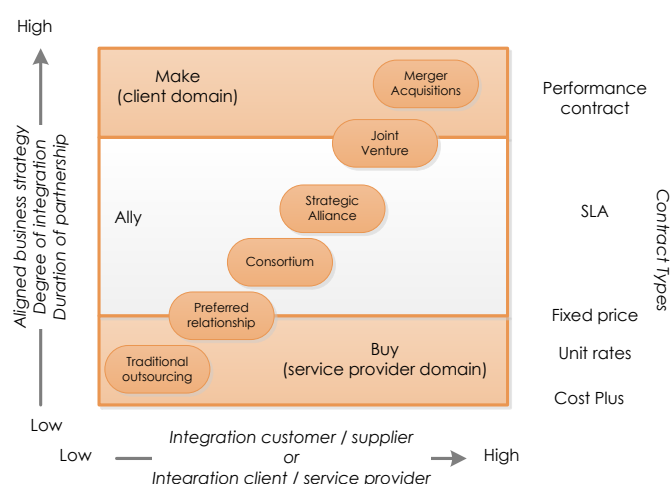 High
Make
(client domain)
Merger
Acquisitions
Performance
contract
Joint
Venture
Aligned business strategy
Degree of integration
Duration of partnership
Ally
Strategic
Alliance
SLA
Contract Types
Consortium
Preferred
relationship
Fixed price
Traditional
outsourcing
Buy
(service provider domain)
Unit rates
Cost Plus
Low
Low
Integration customer / supplier
or
Integration client / service provider
High